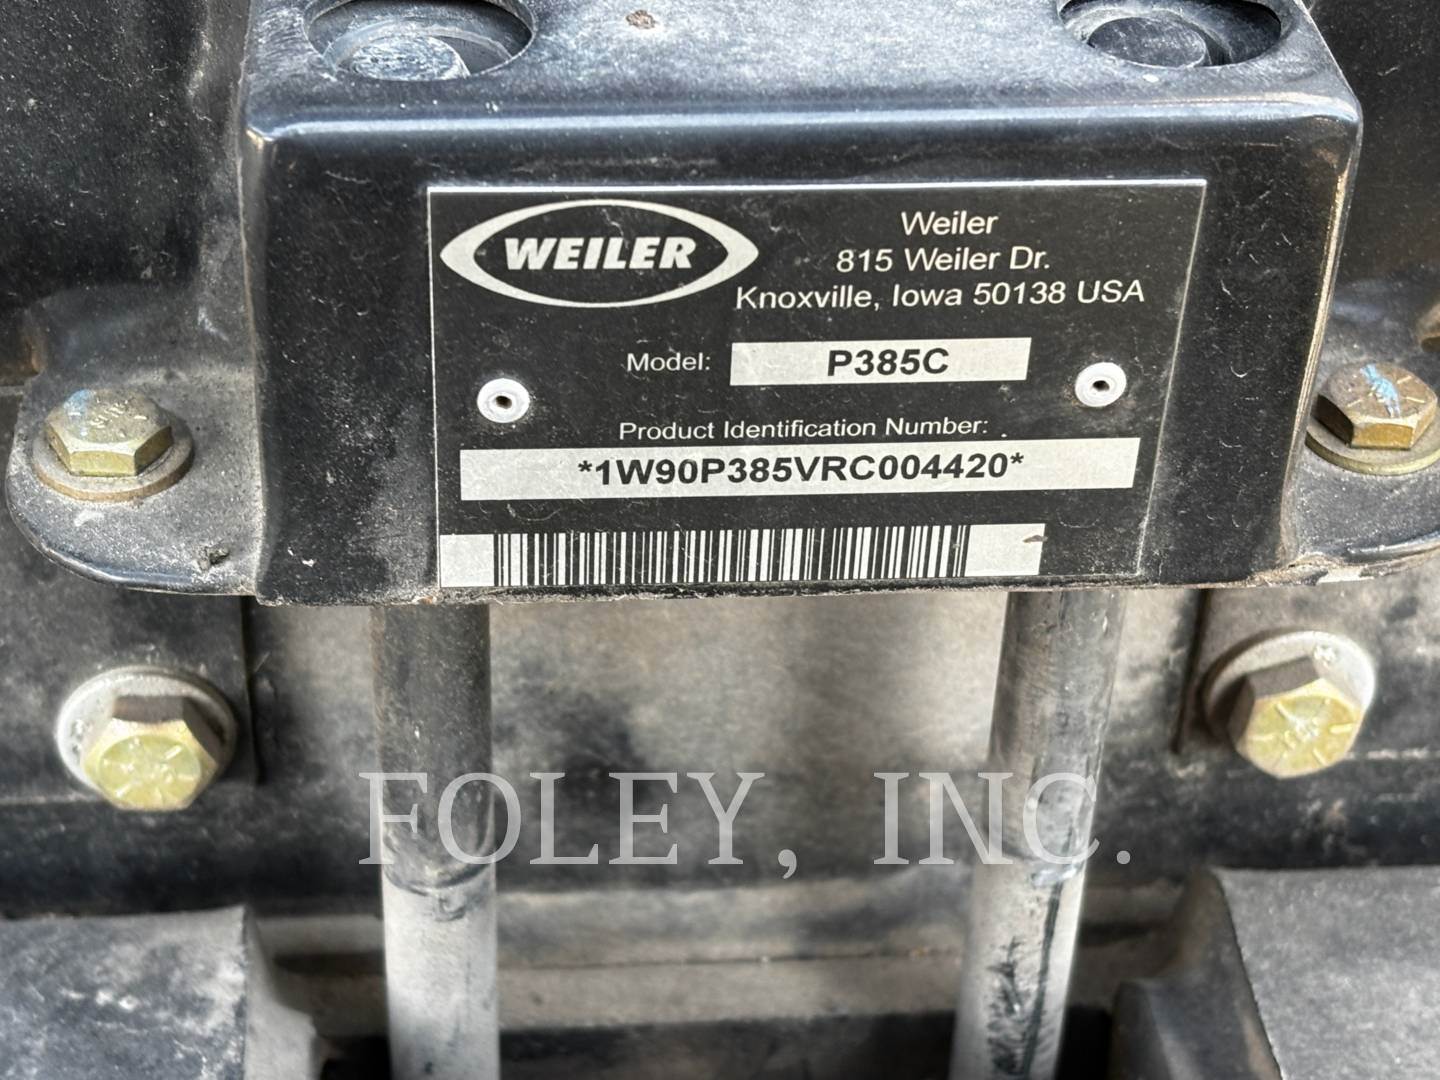 WEILER
Weiler
815 Weiler Dr.
Knoxville, Iowa 50138 USA
Model: P385C
Product Identification Number:
*1W90P385VRC004420*
FOLEY, INC.